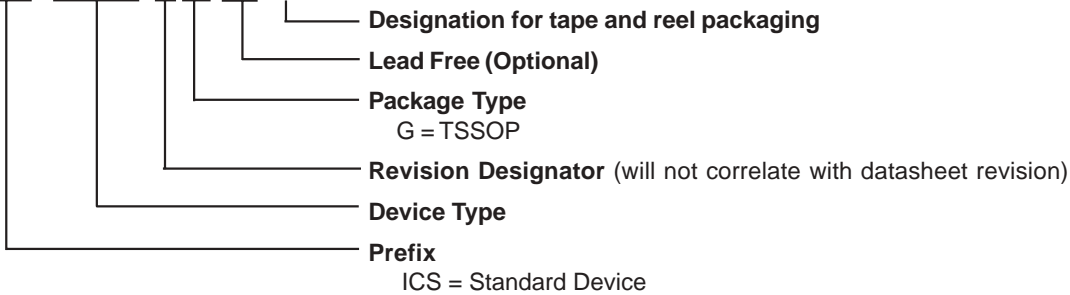 Designation for tape and reel packaging
Lead Free (Optional)
Package Type
G = TSSOP
Revision Designator (will not correlate with datasheet revision)
Device Type
Prefix
ICS = Standard Device